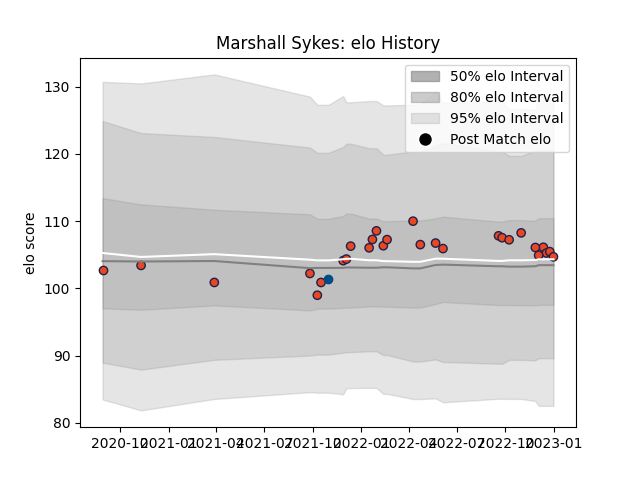 Marshall Sykes: elo History
50% elo Interval
80% elo Interval
95% elo Interval
Post Match elo
elo score
130
120
110
100
90
80
2020-10 2021-01 2021-04 2021-07 2021-10 2022-01 2022-04 2022-07 2022-10 2023-01